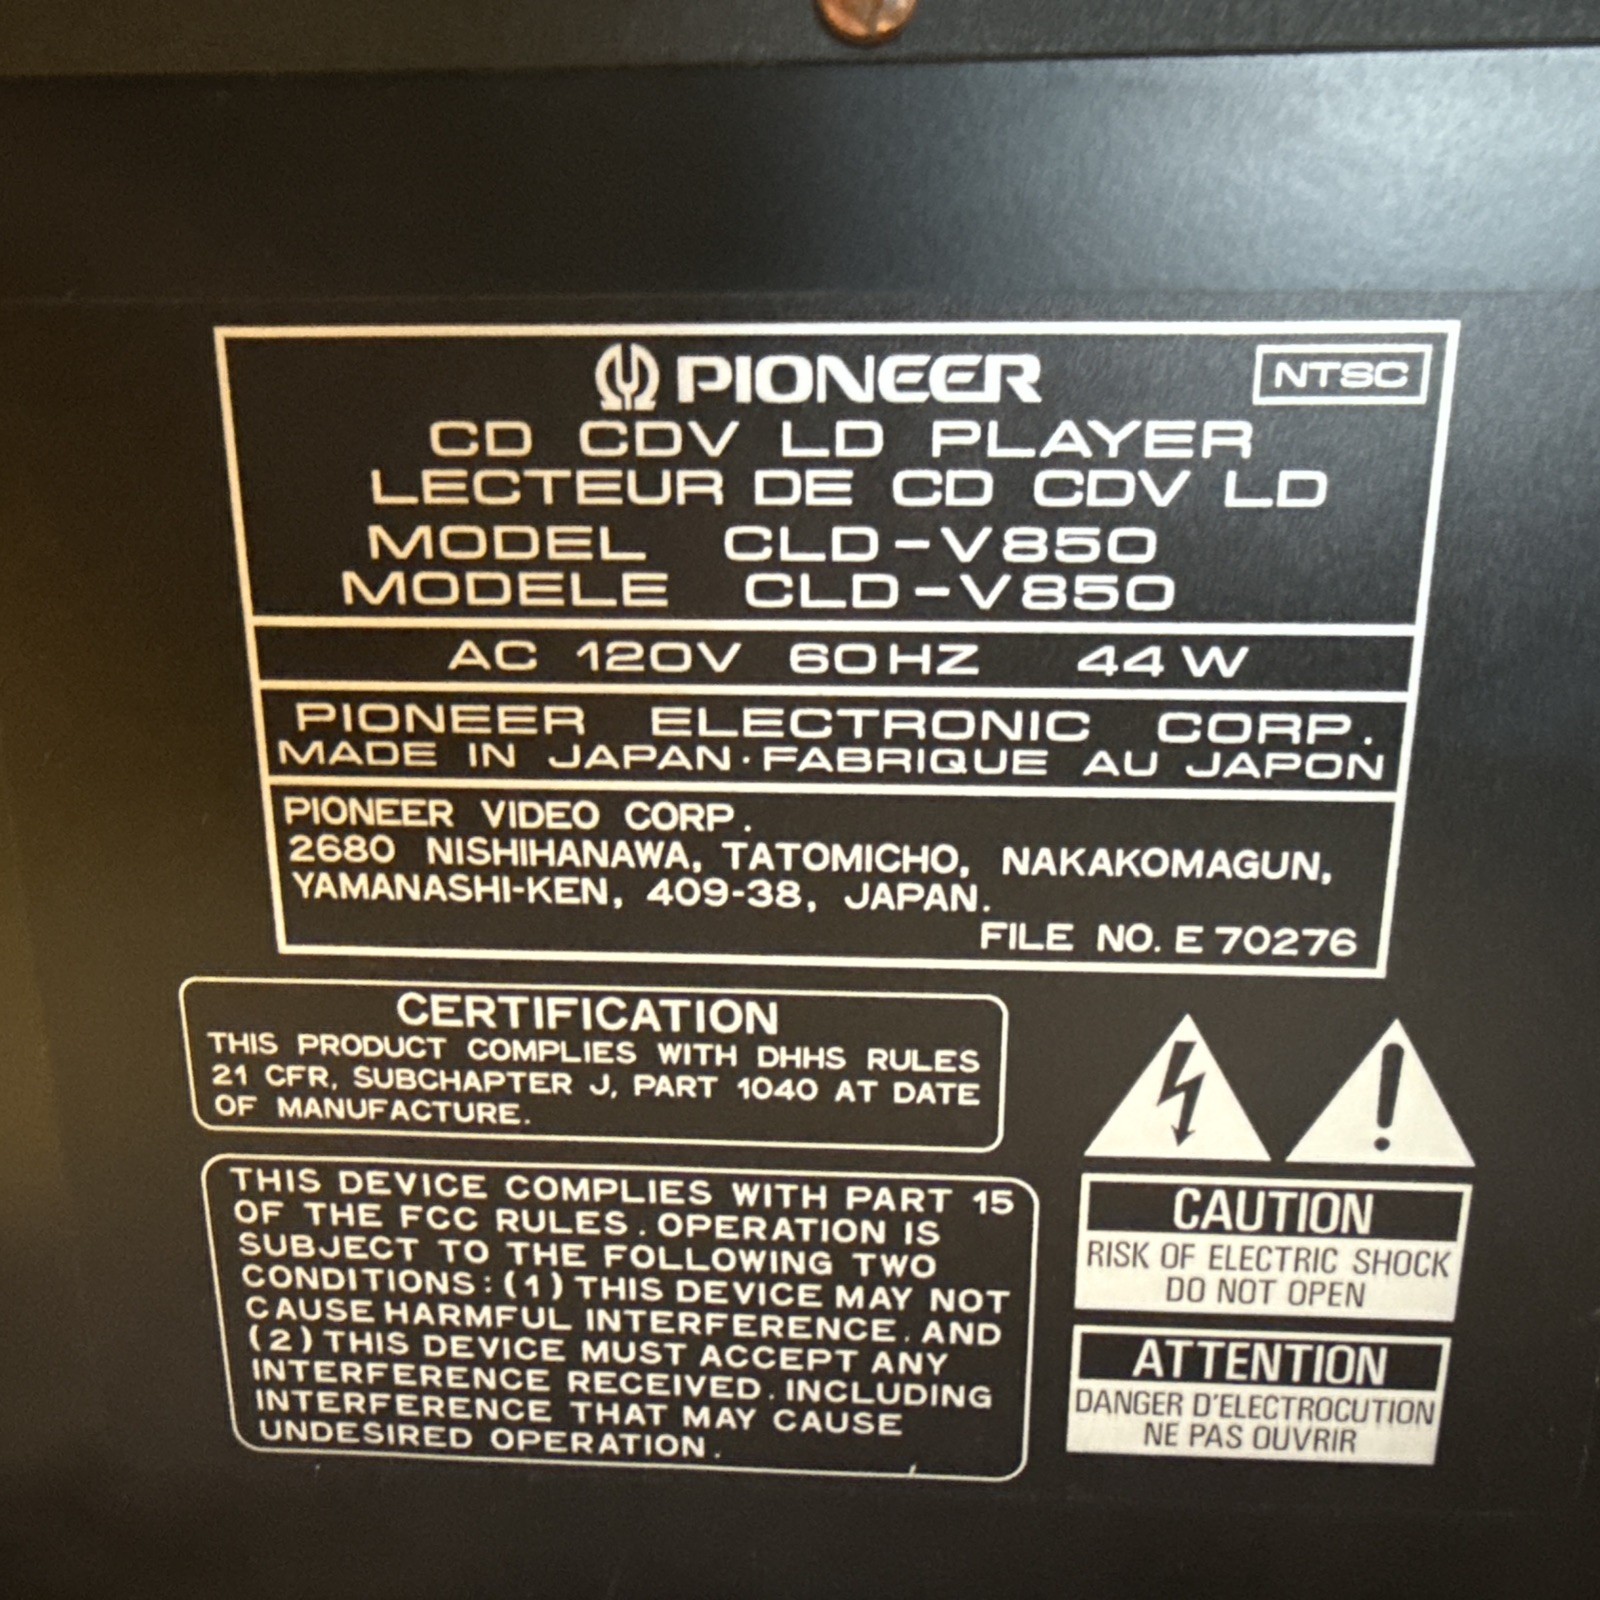 PIONEER NTSC
CD CDV LD PLAYER
LECTEUR DE CD CDV LD
MODEL CLD-V850
MODELE CLD-V850
AC 120V 60HZ 44W
PIONEER ELECTRONIC CORP.
MADE IN JAPAN·FABRIQUE AU JAPON
PIONEER VIDEO CORP.
2680 NISHIHANAWA, TATOMICHO, NAKAKOMAGUN,
YAMANASHI-KEN, 409-38, JAPAN.
FILE NO. E 70276
CERTIFICATION
THIS PRODUCT COMPLIES WITH DHHS RULES
21 CFR, SUBCHAPTER J, PART 1040 AT DATE
OF MANUFACTURE.
THIS DEVICE COMPLIES WITH PART 15
OF THE FCC RULES. OPERATION IS
SUBJECT TO THE FOLLOWING TWO
CONDITIONS: (1) THIS DEVICE MAY NOT
CAUSE HARMFUL INTERFERENCE, AND
(2) THIS DEVICE MUST ACCEPT ANY
INTERFERENCE RECEIVED, INCLUDING
INTERFERENCE THAT MAY CAUSE
UNDESIRED OPERATION.
CAUTION
RISK OF ELECTRIC SHOCK
DO NOT OPEN
ATTENTION
DANGER D'ELECTROCUTION
NE PAS OUVRIR